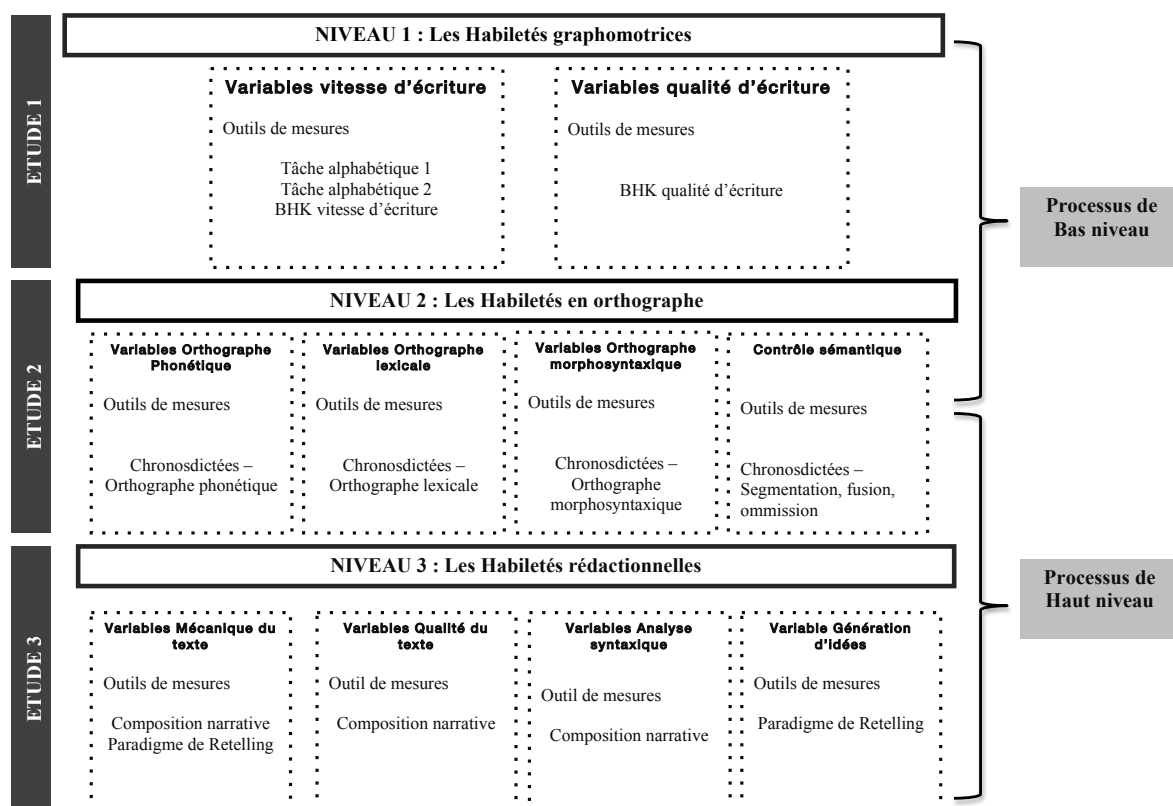 ETUDE 1
NIVEAU 1 : Les Habiletés graphomotrices
Variables vitesse d'écriture
Outils de mesures
Tâche alphabétique 1
Tâche alphabétique 2
BHK vitesse d'écriture
Variables qualité d'écriture
Outils de mesures
BHK qualité d'écriture
Processus de
Bas niveau
ETUDE 2
NIVEAU 2 : Les Habiletés en orthographe
Variables Orthographe
Phonétique
Outils de mesures
Chronosdictées –
Orthographe phonétique
Variables Orthographe
lexicale
Outils de mesures
Chronosdictées –
Orthographe lexicale
Variables Orthographe
morphosyntaxique
Outils de mesures
Chronosdictées –
Orthographe
morphosyntaxique
Contrôle sémantique
Outils de mesures
Chronosdictées –
Segmentation, fusion,
ommission
ETUDE 3
NIVEAU 3 : Les Habiletés rédactionnelles
Variables Mécanique du
texte
Outils de mesures
Composition narrative
Paradigme de Retelling
Variables Qualité du
texte
Outil de mesures
Composition narrative
Variables Analyse
syntaxique
Outil de mesures
Composition narrative
Variable Génération
d'idées
Outils de mesures
Paradigme de Retelling
Processus de
Haut niveau